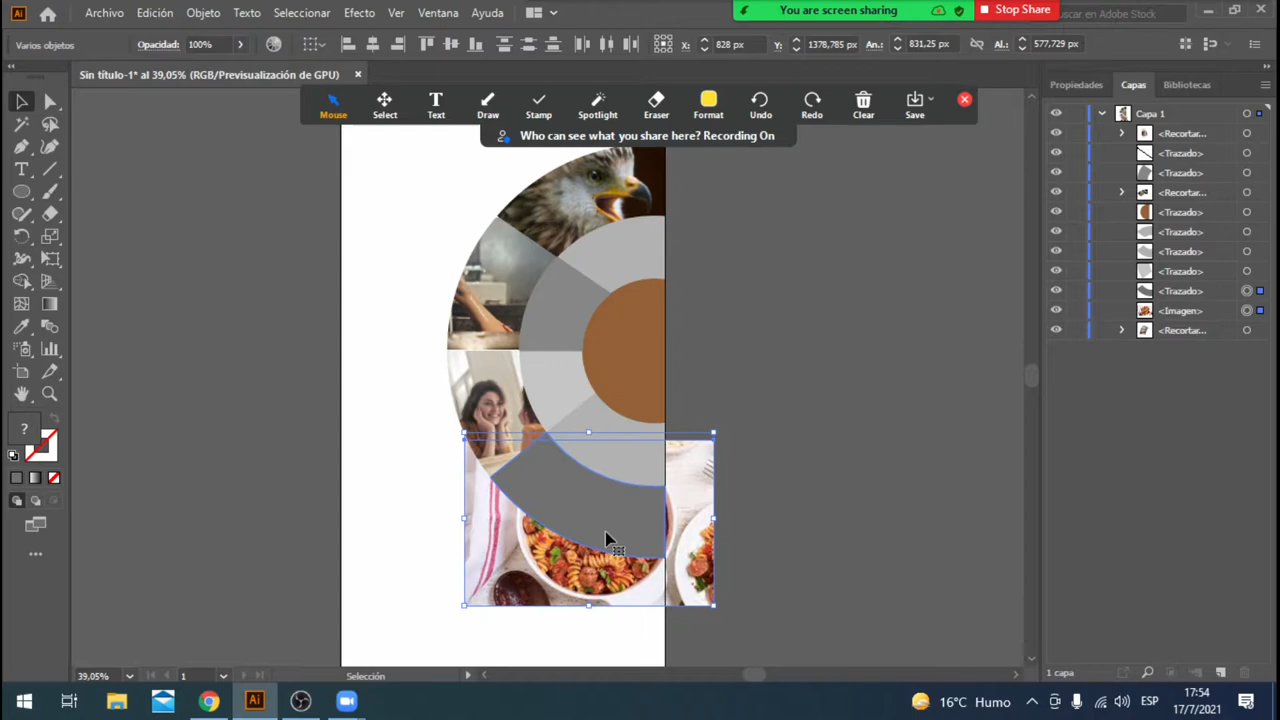 Ai
Archivo Edición Objeto Texto Seleccionar Efecto Ver Ventana Ayuda
You are screen sharing
Stop Share
uscar en Adobe Stock
Varios objetos
Opacidad: 100%
X: 828 px
Y: 1378,785 px
An.: 831,25 px
Al.: 577,729 px
Sin título-1* al 39,05% (RGB/Previsualización de GPU)
Propiedades Capas Bibliotecas
Mouse Select Text Draw Stamp Spotlight Eraser Format Undo Redo Clear Save
Who can see what you share here? Recording On
Capa 1
<Recortar...
<Trazado>
<Trazado>
<Recortar...
<Trazado>
<Trazado>
<Trazado>
<Trazado>
<Trazado>
<Imagen>
<Recortar...
?
39,05%
1
Selección
1 capa
Ai
16°C Humo
ESP
17:54
17/7/2021